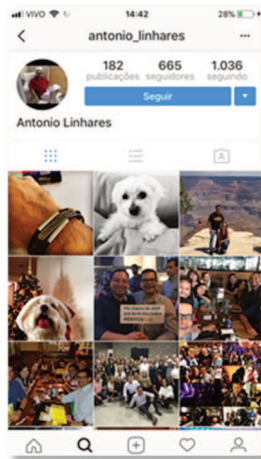 VIVO 14:42 28%
antonio_linhares
182 665 1.036
publicações seguidores seguindo
Seguir
Antonio Linhares